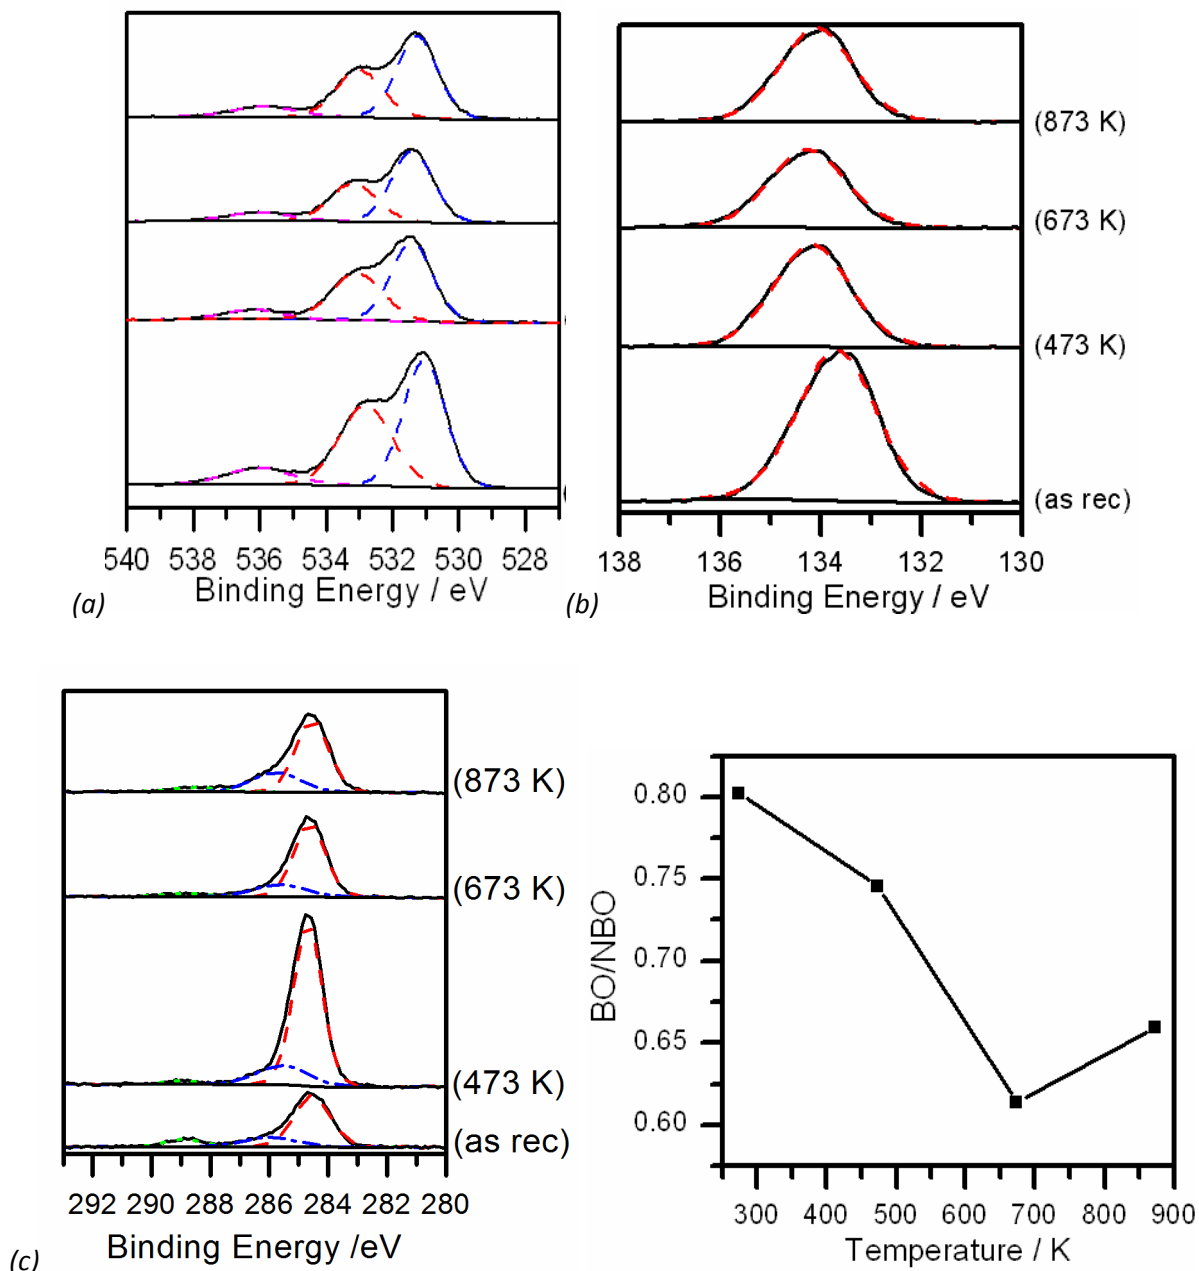 540 538 536 534 532 530 528
Binding Energy / eV
(a)
(873 K)
(673 K)
(473 K)
(as rec)
138 136 134 132 130
Binding Energy / eV
(b)
(873 K)
(673 K)
(473 K)
(as rec)
292 290 288 286 284 282 280
Binding Energy /eV
(c)
0.80
0.75
0.70
0.65
0.60
BO/NBO
300 400 500 600 700 800 900
Temperature / K